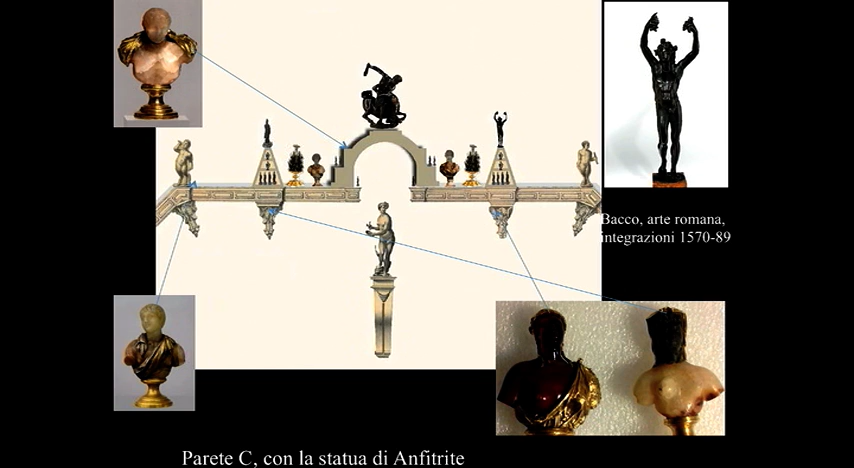 Bacco, arte romana,
integrazioni 1570-89
Parete C, con la statua di Anfitrite